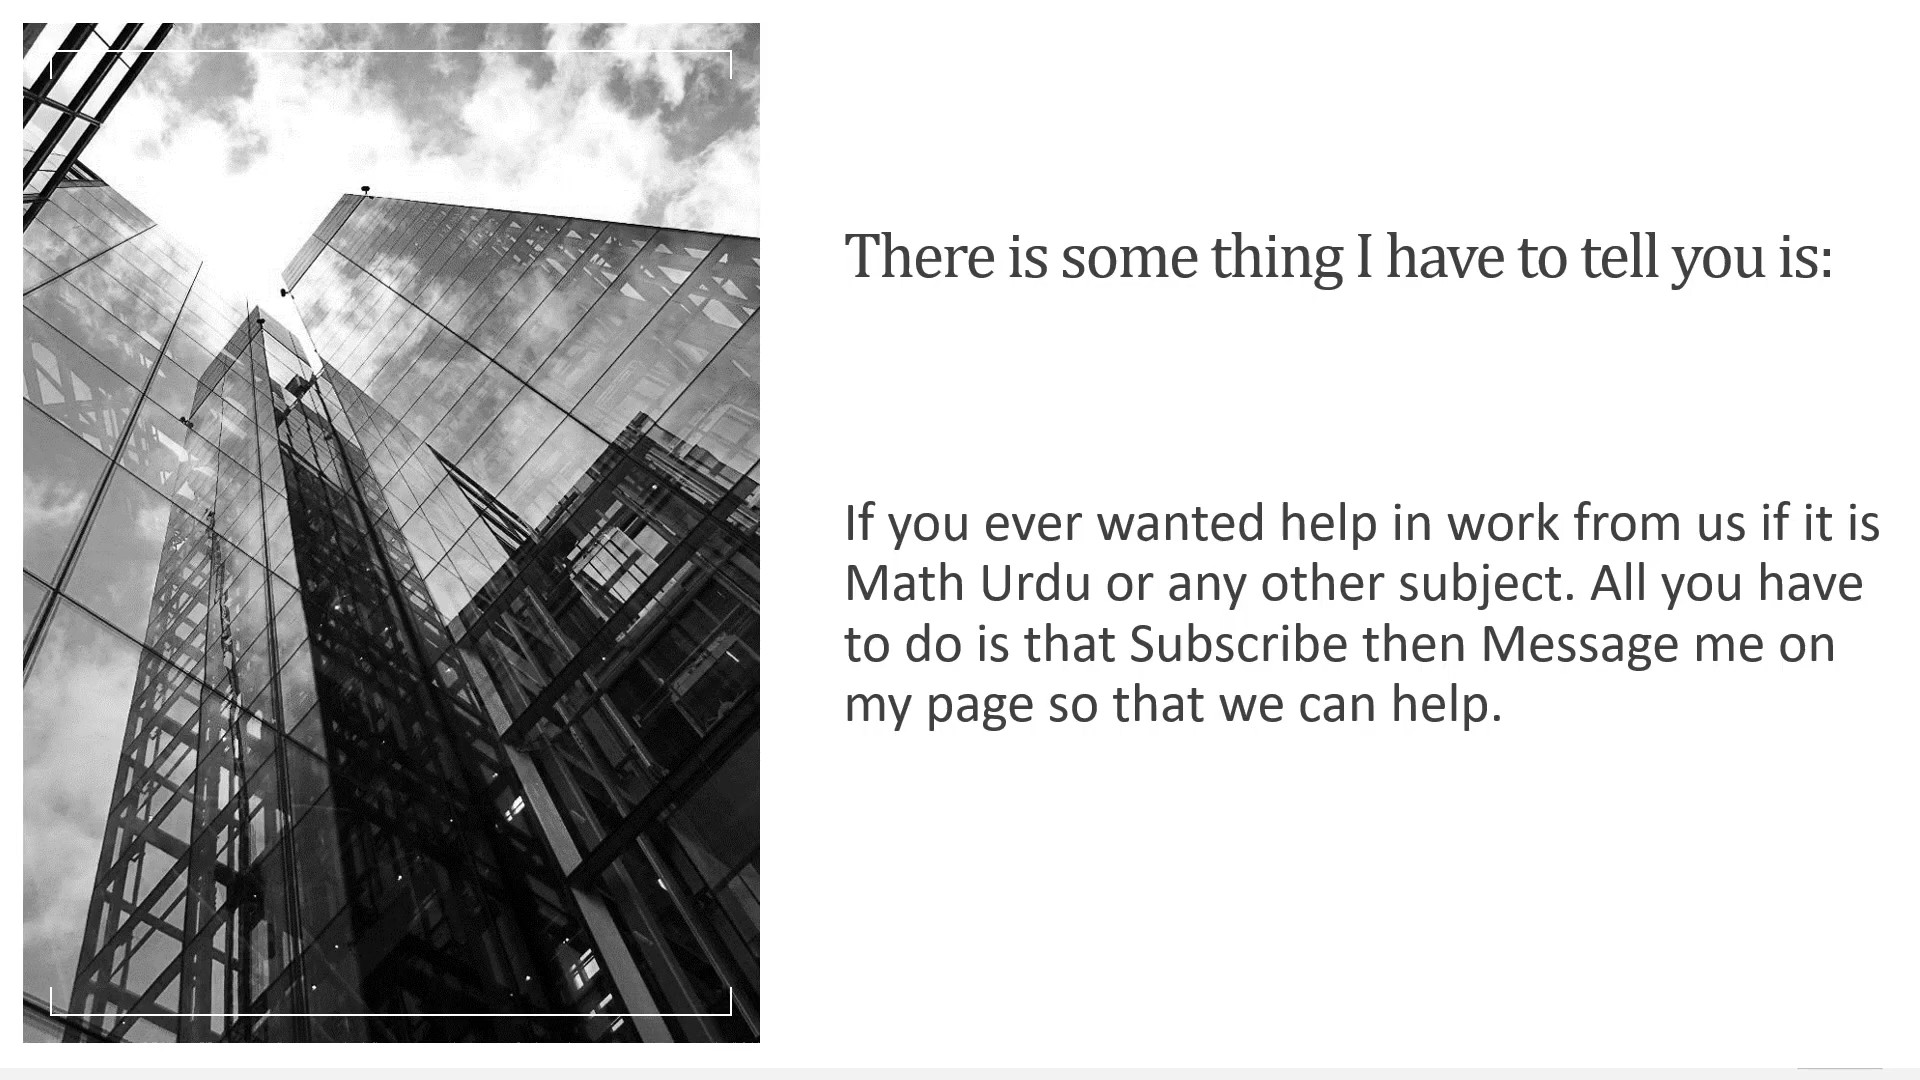 There is some thing I have to tell you is:
If you ever wanted help in work from us if it is
Math Urdu or any other subject. All you have
to do is that Subscribe then Message me on
my page so that we can help.